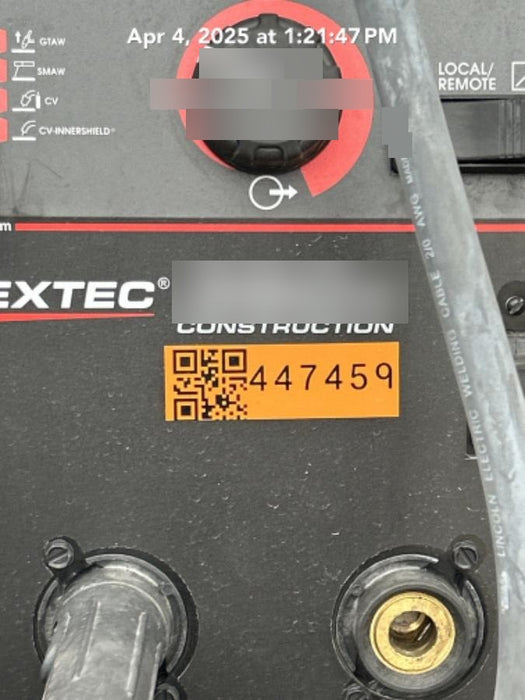 Apr 4, 2025 at 1:21:47 PM
GTAW
SMAW
CV
CV-INNERSHIELD®
LOCAL/
REMOTE
m
EXTEC®
CONSTRUCTION
447459
LINCOLN ELECTRIC WELDING CABLE 2/0 AWG